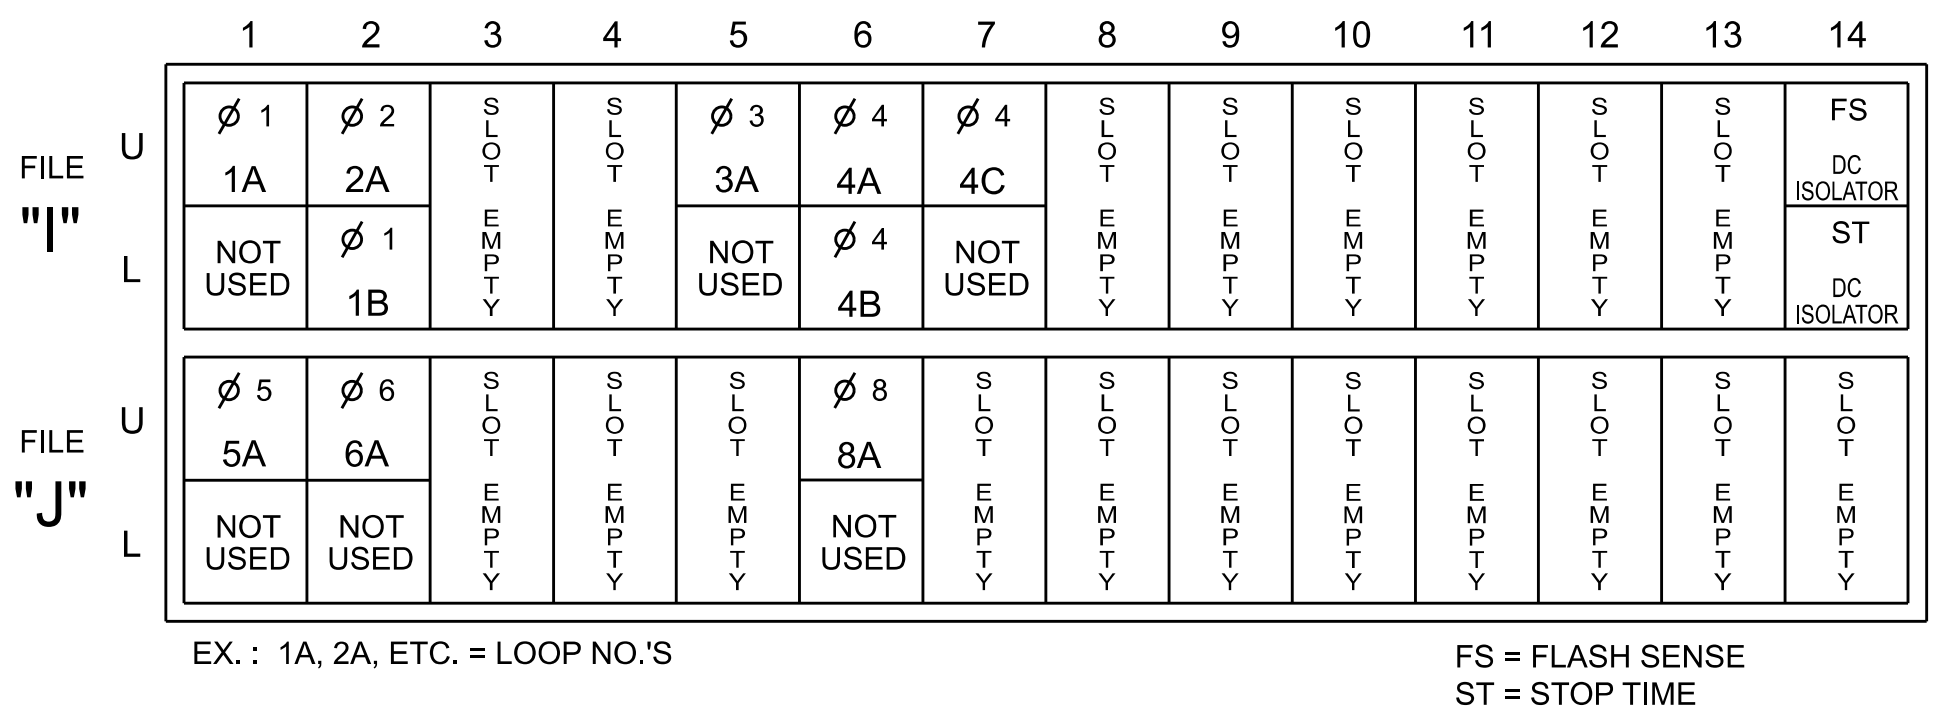 1 2 3 4 5 6 7 8 9 10 11 12 13 14
FILE
"I"
U
L
Ø 1
1A
NOT
USED
Ø 2
2A
Ø 1
1B
SLOT EMPTY
SLOT EMPTY
Ø 3
3A
NOT
USED
Ø 4
4A
Ø 4
4B
Ø 4
4C
NOT
USED
SLOT EMPTY
SLOT EMPTY
SLOT EMPTY
SLOT EMPTY
SLOT EMPTY
SLOT EMPTY
FS
DC
ISOLATOR
ST
DC
ISOLATOR
FILE
"J"
U
L
Ø 5
5A
NOT
USED
Ø 6
6A
NOT
USED
SLOT EMPTY
SLOT EMPTY
SLOT EMPTY
Ø 8
8A
NOT
USED
SLOT EMPTY
SLOT EMPTY
SLOT EMPTY
SLOT EMPTY
SLOT EMPTY
SLOT EMPTY
SLOT EMPTY
SLOT EMPTY
EX. : 1A, 2A, ETC. = LOOP NO.'S
FS = FLASH SENSE
ST = STOP TIME